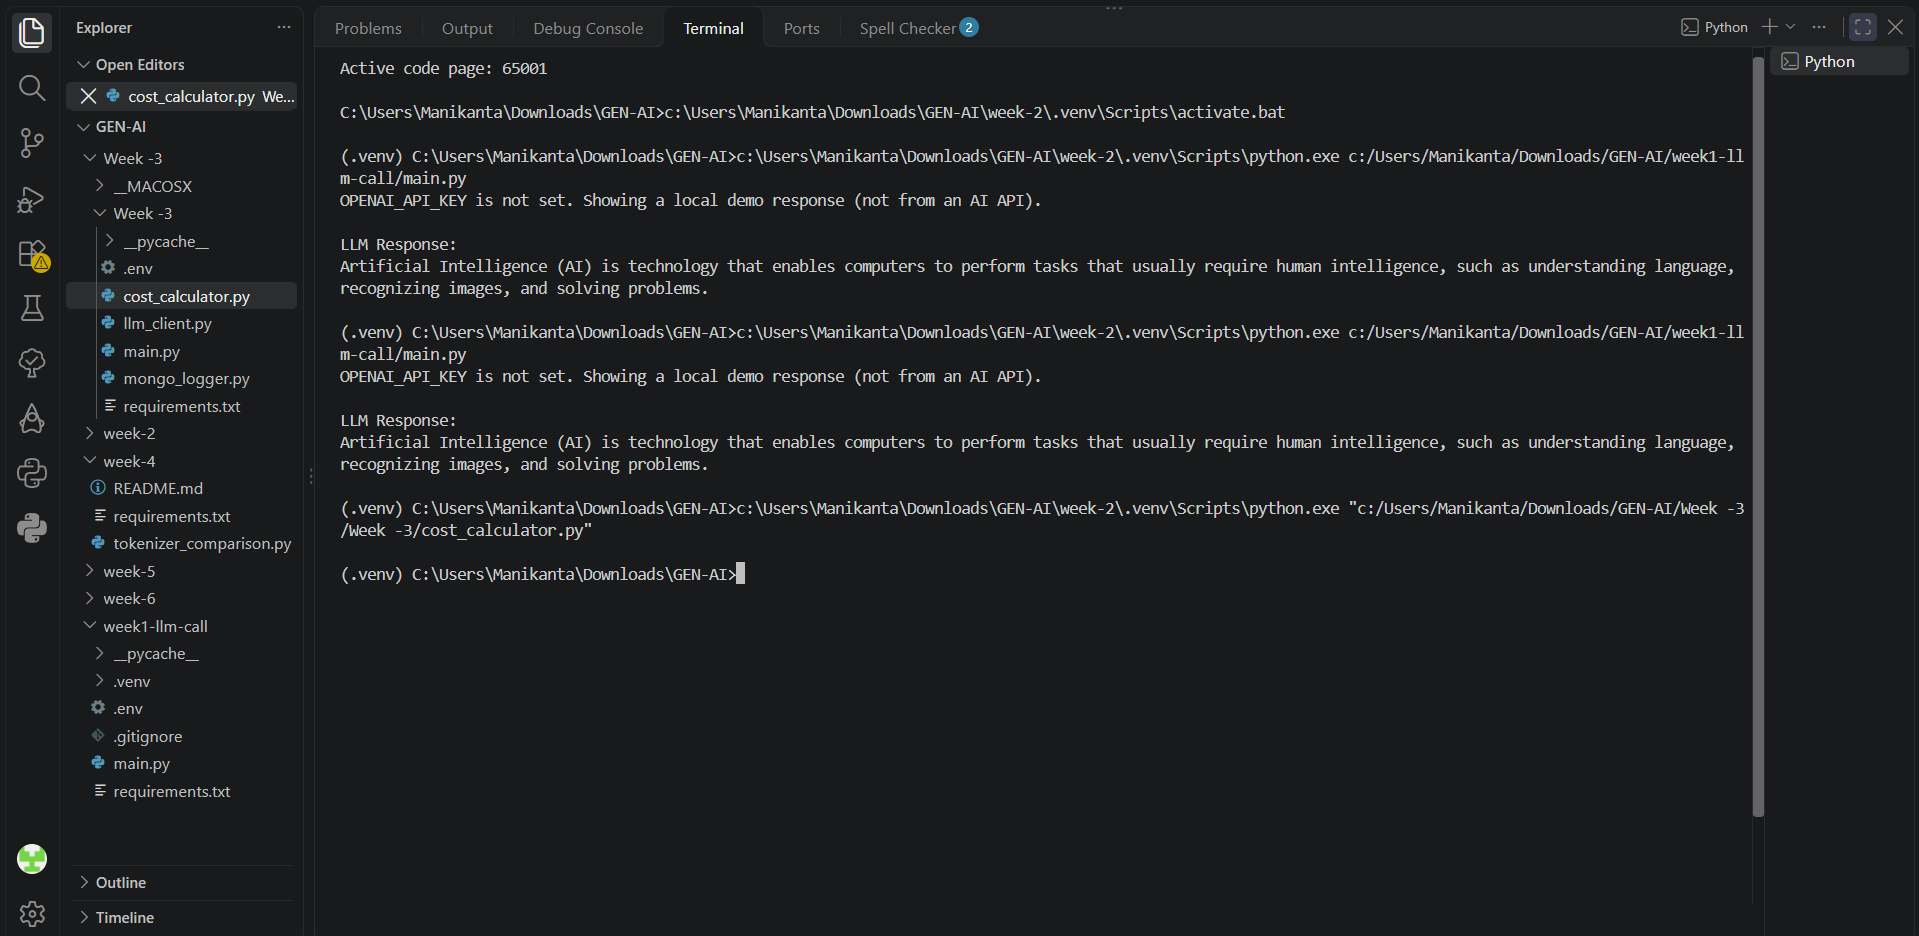 Explorer
Open Editors
cost_calculator.py We...
GEN-AI
Week -3
__MACOSX
Week -3
__pycache__
.env
cost_calculator.py
llm_client.py
main.py
mongo_logger.py
requirements.txt
week-2
week-4
README.md
requirements.txt
tokenizer_comparison.py
week-5
week-6
week1-llm-call
__pycache__
.venv
.env
.gitignore
main.py
requirements.txt
Outline
Timeline
Problems Output Debug Console Terminal Ports Spell Checker 2
Python
Python
Active code page: 65001
C:\Users\Manikanta\Downloads\GEN-AI>c:\Users\Manikanta\Downloads\GEN-AI\week-2\.venv\Scripts\activate.bat
(.venv) C:\Users\Manikanta\Downloads\GEN-AI>c:\Users\Manikanta\Downloads\GEN-AI\week-2\.venv\Scripts\python.exe c:/Users/Manikanta/Downloads/GEN-AI/week1-ll
m-call/main.py
OPENAI_API_KEY is not set. Showing a local demo response (not from an AI API).
LLM Response:
Artificial Intelligence (AI) is technology that enables computers to perform tasks that usually require human intelligence, such as understanding language,
recognizing images, and solving problems.
(.venv) C:\Users\Manikanta\Downloads\GEN-AI>c:\Users\Manikanta\Downloads\GEN-AI\week-2\.venv\Scripts\python.exe c:/Users/Manikanta/Downloads/GEN-AI/week1-ll
m-call/main.py
OPENAI_API_KEY is not set. Showing a local demo response (not from an AI API).
LLM Response:
Artificial Intelligence (AI) is technology that enables computers to perform tasks that usually require human intelligence, such as understanding language,
recognizing images, and solving problems.
(.venv) C:\Users\Manikanta\Downloads\GEN-AI>c:\Users\Manikanta\Downloads\GEN-AI\week-2\.venv\Scripts\python.exe "c:/Users/Manikanta/Downloads/GEN-AI/Week -3
/Week -3/cost_calculator.py"
(.venv) C:\Users\Manikanta\Downloads\GEN-AI>